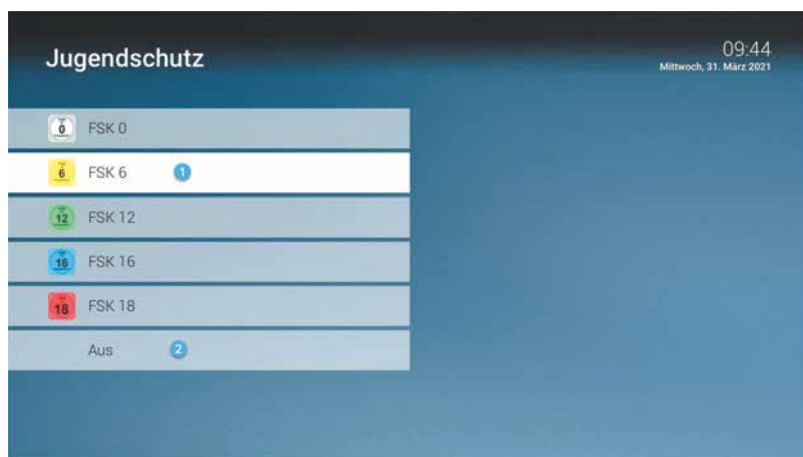 Jugendschutz
09:44
Mittwoch, 31. März 2021
0 FSK 0
6 FSK 6 1
12 FSK 12
16 FSK 16
18 FSK 18
Aus 2